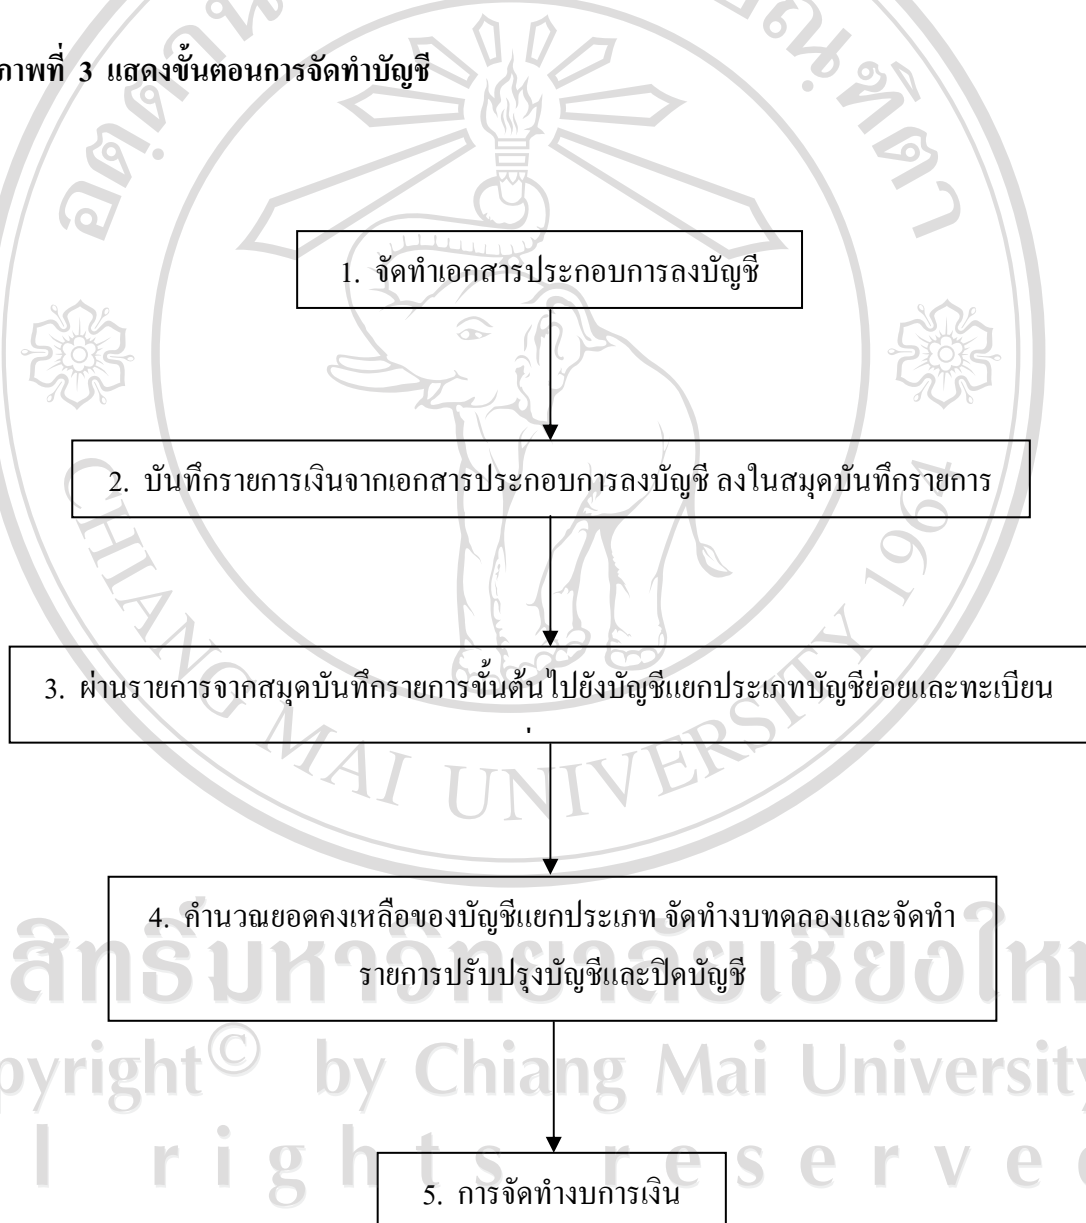 ภาพที่ 3 แสดงขั้นตอนการจัดทำบัญชี
1. จัดทำเอกสารประกอบการลงบัญชี
2. บันทึกรายการเงินจากเอกสารประกอบการลงบัญชี ลงในสมุดบันทึกรายการ
3. ผ่านรายการจากสมุดบันทึกรายการขั้นต้นไปยังบัญชีแยกประเภทบัญชีย่อยและทะเบียน
4. คำนวณยอดคงเหลือของบัญชีแยกประเภท จัดทำงบทดลองและจัดทำ
รายการปรับปรุงบัญชีและปิดบัญชี
5. การจัดทำงบการเงิน
CHIANG MAI UNIVERSITY 1964
สิทธิ์มหาวิทยาลัยเชียงใหม
pyright© by Chiang Mai University
l rights reserve